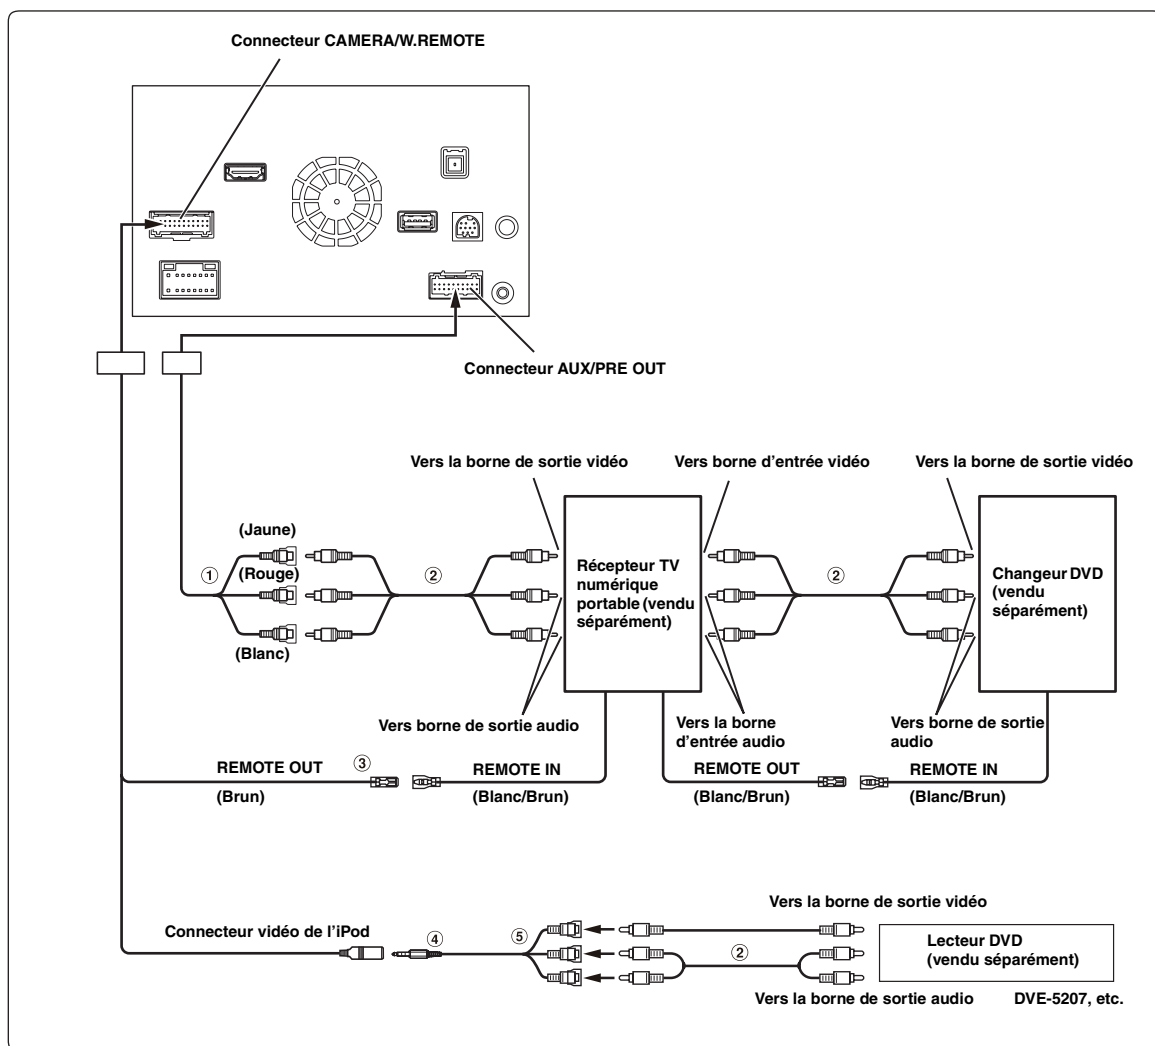 Connecteur CAMERA/W.REMOTE
Connecteur AUX/PRE OUT
Vers la borne de sortie vidéo
Vers borne d’entrée vidéo
Vers la borne de sortie vidéo
(Jaune)
(Rouge)
(Blanc)
①
②
②
Récepteur TV
numérique
portable (vendu
séparément)
Changeur DVD
(vendu
séparément)
Vers borne de sortie audio
Vers la borne
d’entrée audio
Vers borne de sortie
audio
REMOTE OUT
③
(Brun)
REMOTE IN
(Blanc/Brun)
REMOTE OUT
(Blanc/Brun)
REMOTE IN
(Blanc/Brun)
Vers la borne de sortie vidéo
Connecteur vidéo de l’iPod
④
⑤
②
Lecteur DVD
(vendu séparément)
Vers la borne de sortie audio
DVE-5207, etc.